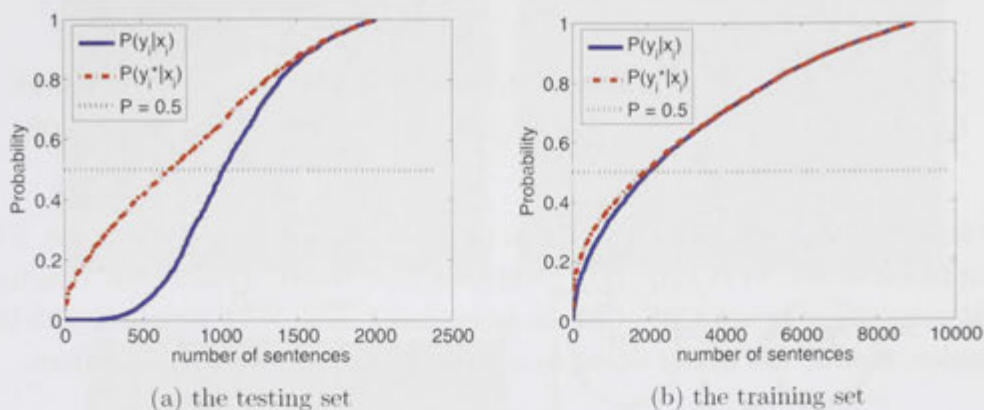 P(y_i|x_i)
P(y_i*|x_i)
P = 0.5
1
0.8
0.6
0.4
0.2
0
Probability
0
500
1000
1500
2000
2500
number of sentences
(a) the testing set
P(y_i|x_i)
P(y_i*|x_i)
P = 0.5
1
0.8
0.6
0.4
0.2
0
Probability
0
2000
4000
6000
8000
10000
number of sentences
(b) the training set